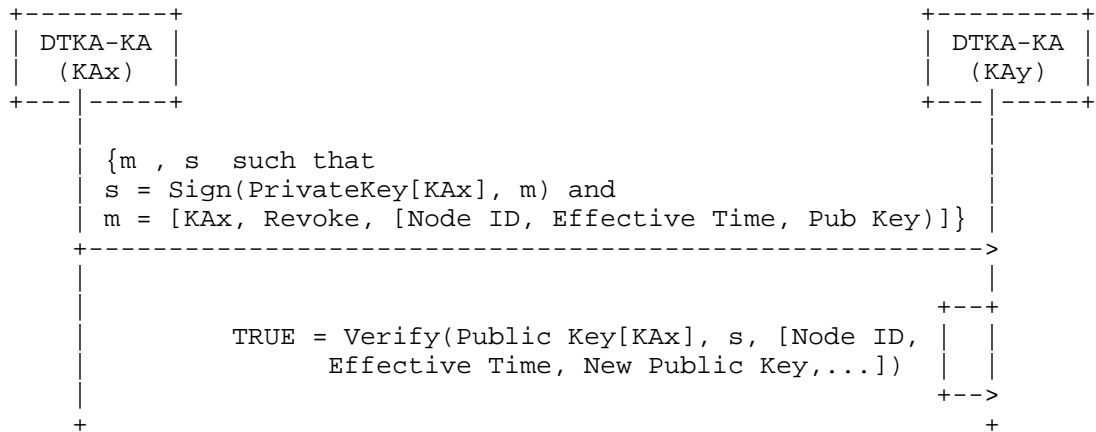 DTKA-KA DTKA-KA
(KAx) (KAy)
{m , s such that
s = Sign(PrivateKey[KAx], m) and
m = [KAx, Revoke, [Node ID, Effective Time, Pub Key)]}
TRUE = Verify(Public Key[KAx], s, [Node ID,
Effective Time, New Public Key,...])